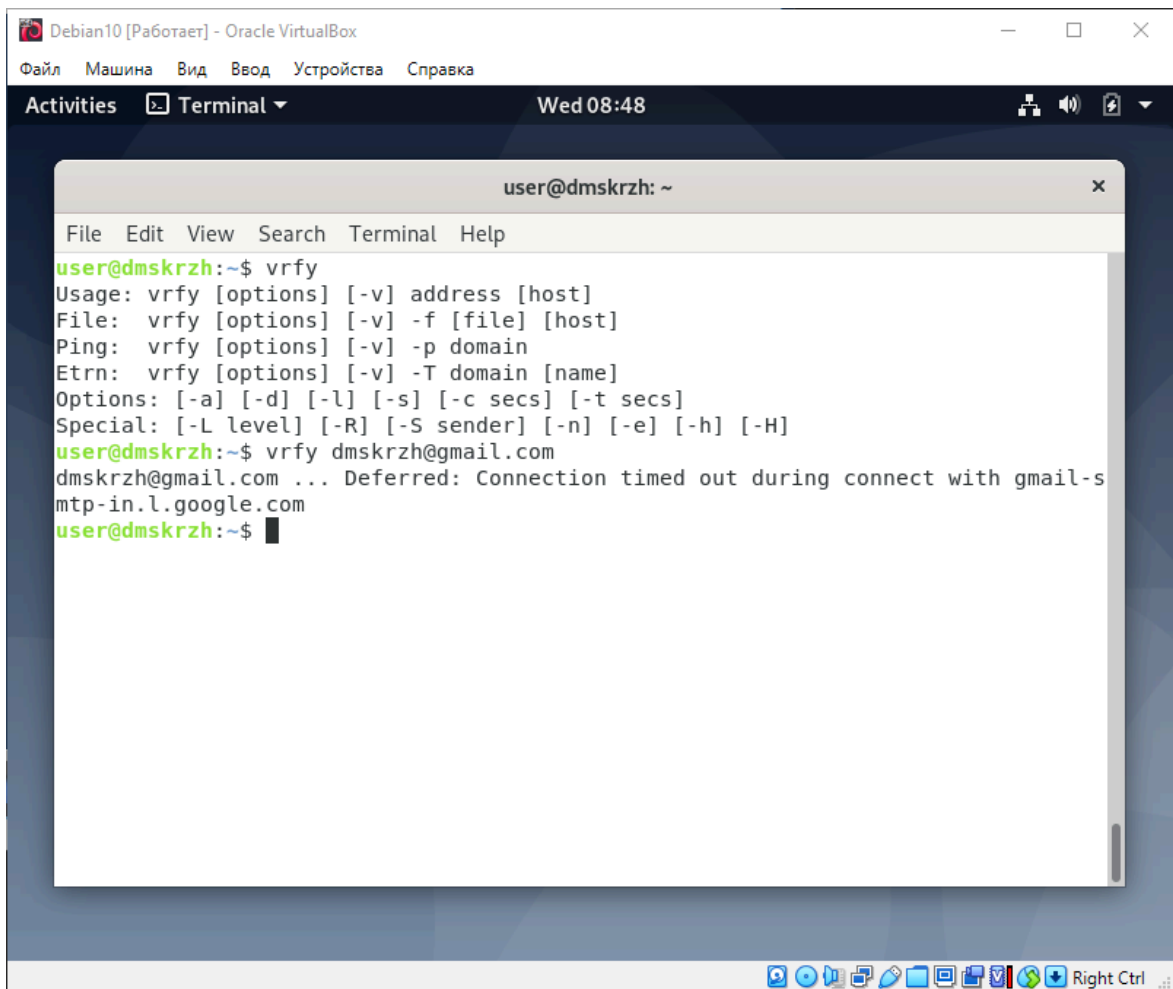 Debian10 [Работает] - Oracle VirtualBox
Файл Машина Вид Ввод Устройства Справка
Activities Terminal Wed 08:48
user@dmskrzh: ~
File Edit View Search Terminal Help
user@dmskrzh:~$ vrfy
Usage: vrfy [options] [-v] address [host]
File:  vrfy [options] [-v] -f [file] [host]
Ping:  vrfy [options] [-v] -p domain
Etrn:  vrfy [options] [-v] -T domain [name]
Options: [-a] [-d] [-l] [-s] [-c secs] [-t secs]
Special: [-L level] [-R] [-S sender] [-n] [-e] [-h] [-H]
user@dmskrzh:~$ vrfy dmskrzh@gmail.com
dmskrzh@gmail.com ... Deferred: Connection timed out during connect with gmail-s
mtp-in.l.google.com
user@dmskrzh:~$
Right Ctrl